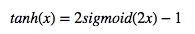 tanh(x) = 2sigmoid(2x) − 1